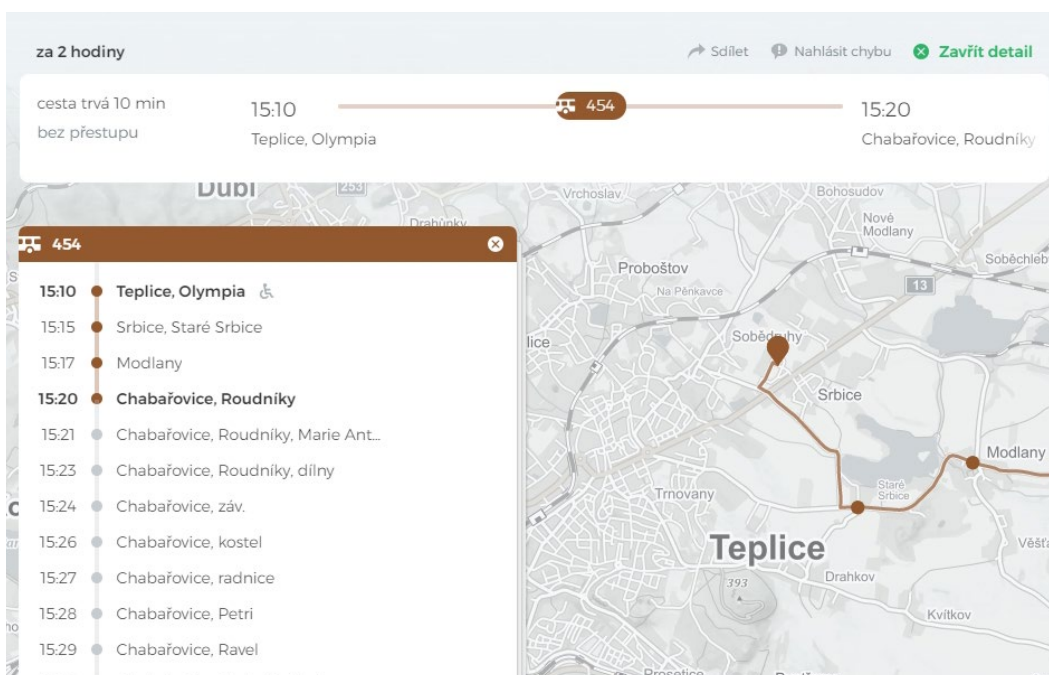 za 2 hodiny
Sdílet
Nahlásit chybu
Zavřít detail
cesta trvá 10 min
bez přestupu
15:10
Teplice, Olympia
454
15:20
Chabařovice, Roudníky
454
15:10 Teplice, Olympia
15:15 Srbice, Staré Srbice
15:17 Modlany
15:20 Chabařovice, Roudníky
15:21 Chabařovice, Roudníky, Marie Ant...
15:23 Chabařovice, Roudníky, dílny
15:24 Chabařovice, záv.
15:26 Chabařovice, kostel
15:27 Chabařovice, radnice
15:28 Chabařovice, Petri
15:29 Chabařovice, Ravel
Dubí
253
Drahůnky
Vrchoslav
Bohosudov
Nové
Modlany
Soběchleb
Proboštov
Na Pěnkavce
13
Sobědruhy
Srbice
Modlany
Trnovany
Staré
Srbice
Teplice
Drahkov
393
Kvítkov
Prosetice